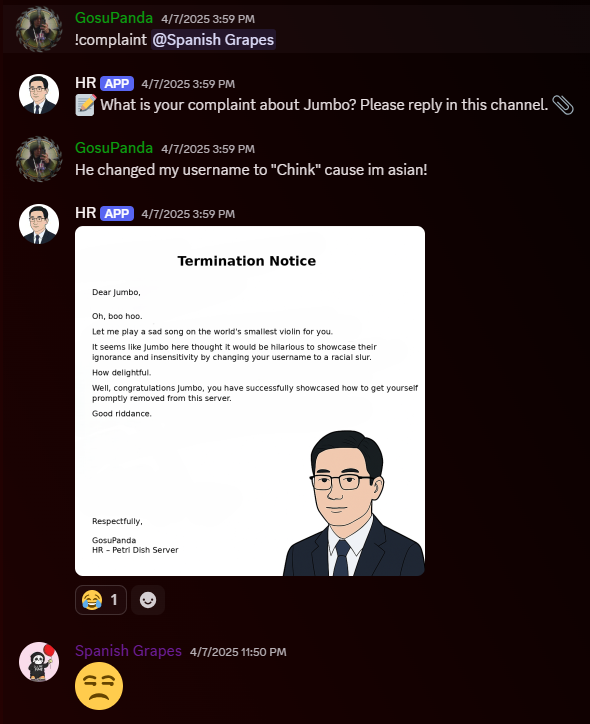 GosuPanda 4/7/2025 3:59 PM
!complaint @Spanish Grapes
HR APP 4/7/2025 3:59 PM
What is your complaint about Jumbo? Please reply in this channel.
GosuPanda 4/7/2025 3:59 PM
He changed my username to "Chink" cause im asian!
HR APP 4/7/2025 3:59 PM
Termination Notice
Dear Jumbo,
Oh, boo hoo.
Let me play a sad song on the world's smallest violin for you.
It seems like Jumbo here thought it would be hilarious to showcase their
ignorance and insensitivity by changing your username to a racial slur.
How delightful.
Well, congratulations Jumbo, you have successfully showcased how to get yourself
promptly removed from this server.
Good riddance.
Respectfully,
GosuPanda
HR – Petri Dish Server
1
Spanish Grapes 4/7/2025 11:50 PM